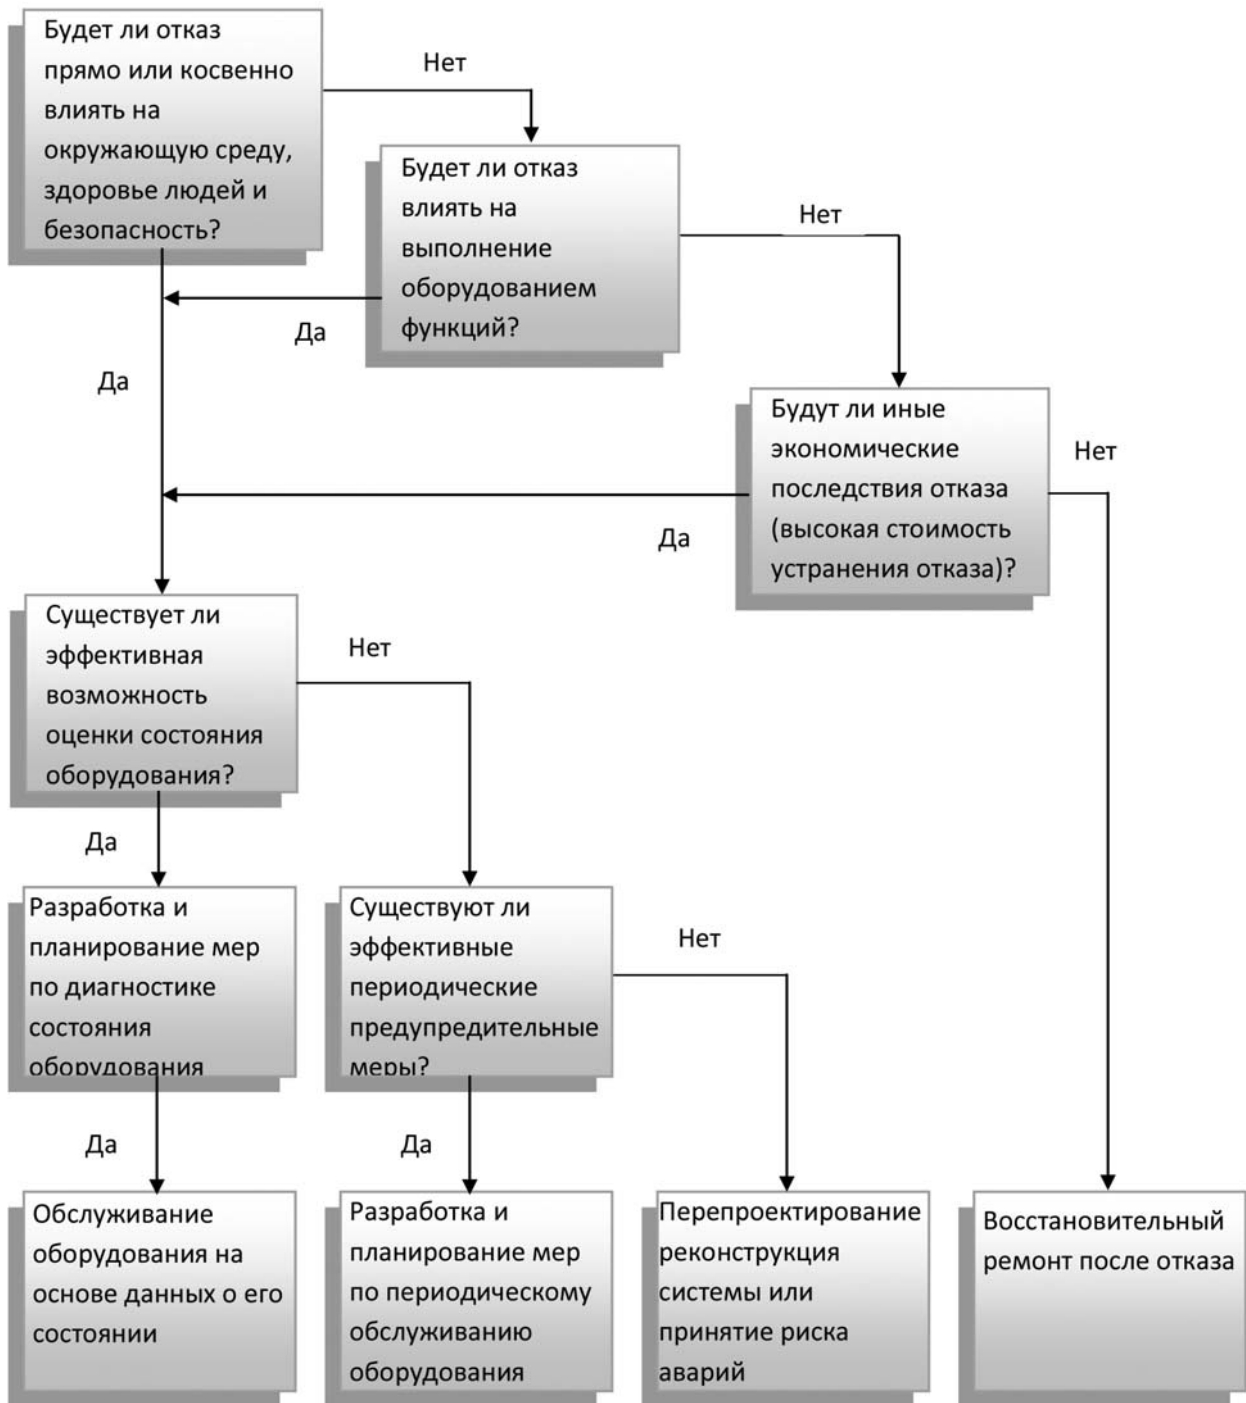 Будет ли отказ
прямо или косвенно
влиять на
окружающую среду,
здоровье людей и
безопасность?
Нет
Будет ли отказ
влиять на
выполнение
оборудованием
функций?
Нет
Да
Да
Будут ли иные
экономические
последствия отказа
(высокая стоимость
устранения отказа)?
Нет
Да
Существует ли
эффективная
возможность
оценки состояния
оборудования?
Нет
Да
Разработка и
планирование мер
по диагностике
состояния
оборудования
Существуют ли
эффективные
периодические
предупредительные
меры?
Нет
Да
Да
Обслуживание
оборудования на
основе данных о его
состоянии
Разработка и
планирование мер
по периодическому
обслуживанию
оборудования
Перепроектирование
реконструкция
системы или
принятие риска
аварий
Восстановительный
ремонт после отказа